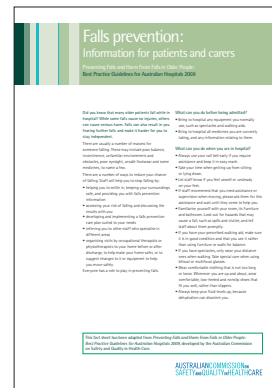 Falls prevention:
Information for patients and carers
Preventing Falls and Harm From Falls in Older People:
Best Practice Guidelines for Australian Hospitals 2009
Did you know that many older patients fall while in
hospital? While some falls cause no injuries, others
can cause serious harm. Falls can also result in you
fearing further falls and make it harder for you to
stay independent.
There are usually a number of reasons for
someone falling. These may include poor balance,
incontinence, unfamiliar environments and
obstacles, poor eyesight, unsafe footwear and some
medicines, to name a few.
There are a number of ways to reduce your chance
of falling. Staff will help you to stop falling by:
• helping you to settle in, keeping your surroundings
safe, and providing you with falls prevention
information
• assessing your risk of falling and discussing the
results with you
• developing and implementing a falls prevention
care plan suited to your needs
• referring you to other staff who specialise in
different areas
• organising visits by occupational therapists or
physiotherapists to your home before or after
discharge, to help make your home safer, or to
suggest changes to it or equipment to help
you move safely.
Everyone has a role to play in preventing falls.
What can you do before being admitted?
• Bring to hospital any equipment you normally
use, such as spectacles and walking aids.
• Bring to hospital all medicines you are currently
taking, and any information relating to them.
What can you do when you are in hospital?
• Always use your call bell early if you require
assistance and keep it in easy reach.
• Take your time when getting up from sitting
or lying down.
• Let staff know if you feel unwell or unsteady
on your feet.
• If staff recommend that you need assistance or
supervision when moving, please ask them for this
assistance and wait until they come to help you.
• Familiarise yourself with your room, its furniture
and bathroom. Look out for hazards that may
cause a fall, such as spills and clutter, and tell
staff about them promptly.
• If you have your prescribed walking aid, make sure
it is in good condition and that you use it rather
than using furniture or walls for balance.
• If you have spectacles, only wear your distance
ones when walking. Take special care when using
bifocal or multifocal glasses.
• Wear comfortable clothing that is not too long
or loose. Whenever you are up and about, wear
comfortable, low-heeled and nonslip shoes that
fit you well, rather than slippers.
• Always keep your fluid levels up, because
dehydration can disorient you.
This fact sheet has been adapted from Preventing Falls and Harm From Falls in Older People:
Best Practice Guidelines for Australian Hospitals 2009, developed by the Australian Commission
on Safety and Quality in Health Care.
AUSTRALIANCOMMISSIONON
SAFETYANDQUALITYINHEALTHCARE